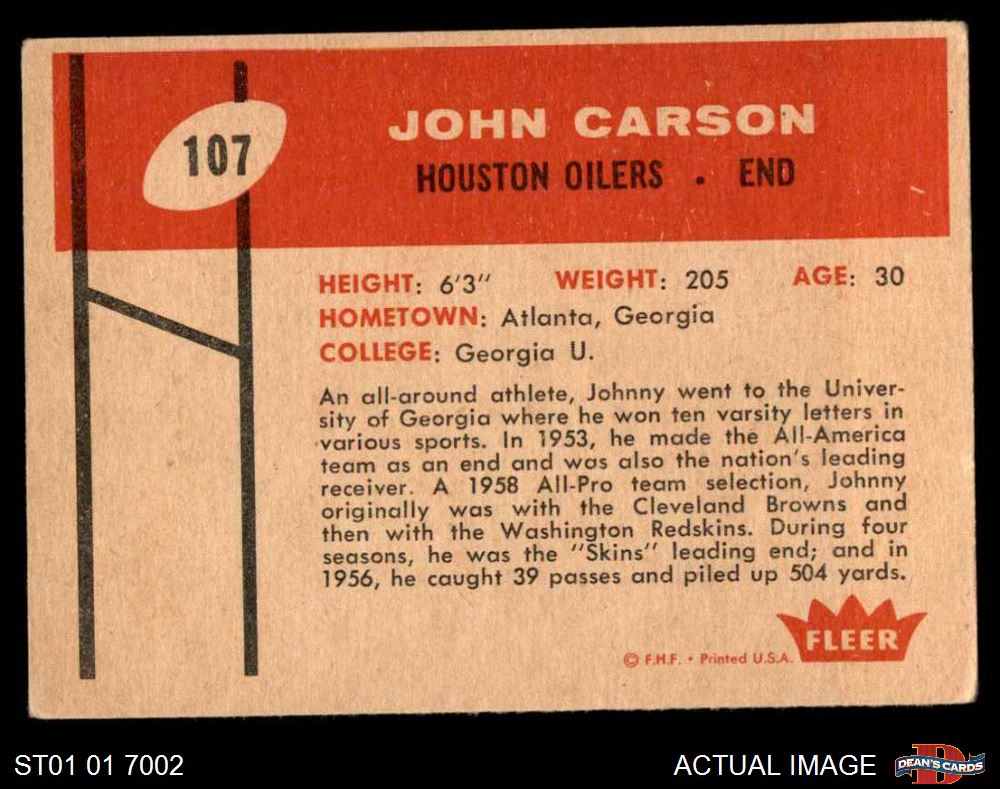 107
JOHN CARSON
HOUSTON OILERS . END
HEIGHT: 6'3" WEIGHT: 205 AGE: 30
HOMETOWN: Atlanta, Georgia
COLLEGE: Georgia U.
An all-around athlete, Johnny went to the Univer-
sity of Georgia where he won ten varsity letters in
various sports. In 1953, he made the All-America
team as an end and was also the nation's leading
receiver. A 1958 All-Pro team selection, Johnny
originally was with the Cleveland Browns and
then with the Washington Redskins. During four
seasons, he was the "Skins" leading end; and in
1956, he caught 39 passes and piled up 504 yards.
FLEER
© F.H.F. • Printed U.S.A.
ST01 01 7002
ACTUAL IMAGE
D
DEAN'S CARDS